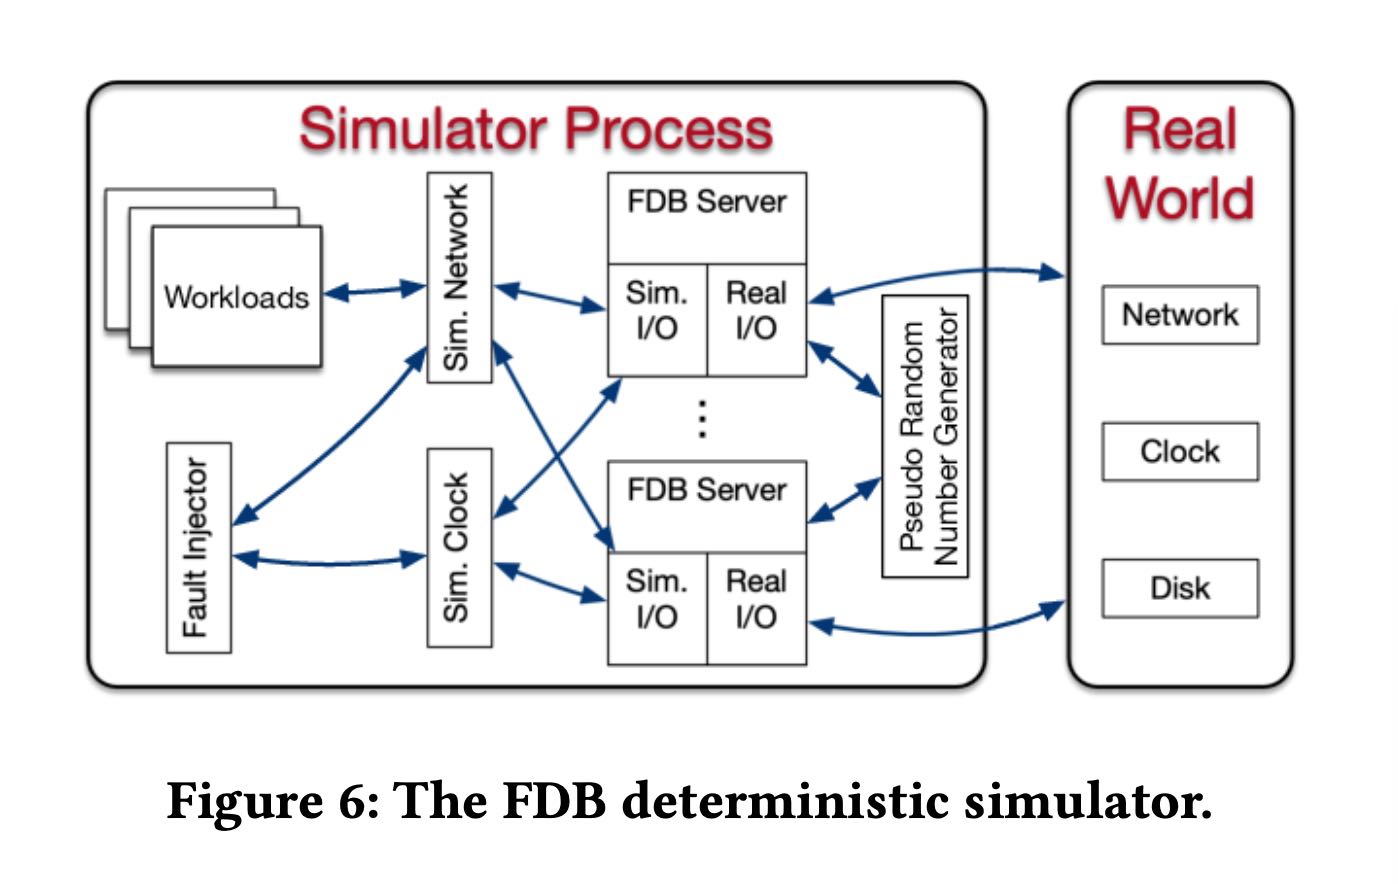 Simulator Process
Real
World
Workloads
Sim. Network
FDB Server
Sim.
I/O
Real
I/O
Pseudo Random
Number Generator
Network
Clock
Disk
Fault Injector
Sim. Clock
⋮
FDB Server
Sim.
I/O
Real
I/O
Figure 6: The FDB deterministic simulator.